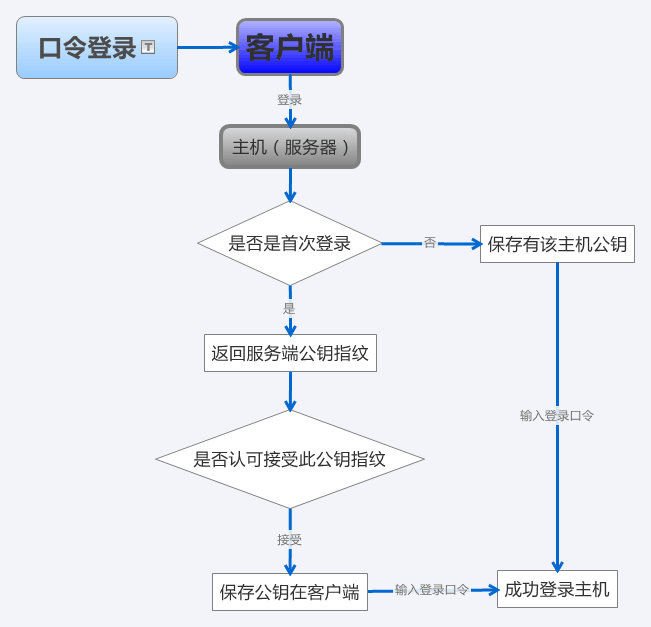 口令登录
客户端
登录
主机（服务器）
是否是首次登录
否
保存有该主机公钥
是
返回服务端公钥指纹
输入登录口令
是否认可接受此公钥指纹
接受
保存公钥在客户端
输入登录口令
成功登录主机